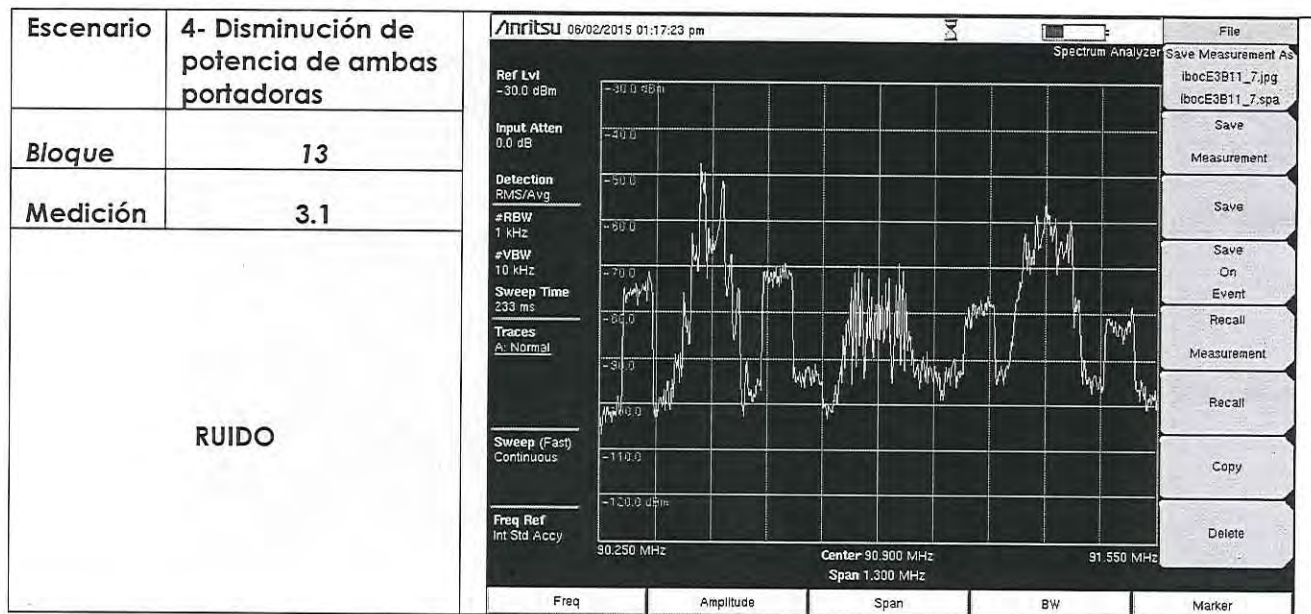 Escenario
4- Disminución de
potencia de ambas
portadoras
Bloque
13
Medición
3.1
RUIDO
Anritsu 06/02/2015 01:17:23 pm
Spectrum Analyzer
Ref Lvl
-30.0 dBm
Input Atten
0.0 dB
Detection
RMS/Avg
#RBW
1 kHz
#VBW
10 kHz
Sweep Time
233 ms
Traces
A: Normal
Sweep (Fast)
Continuous
Freq Ref
Int Std Accy
-30.0 dBm
-40.0
-50.0
-60.0
-70.0
-110.0
-120.0 dBm
90.250 MHz
Center 90.900 MHz
91.550 MHz
Span 1.300 MHz
File
Save Measurement As
ibocE3B11_7.jpg
ibocE3B11_7.spa
Save
Measurement
Save
Save
On
Event
Recall
Measurement
Recall
Copy
Delete
Freq
Amplitude
Span
BW
Marker